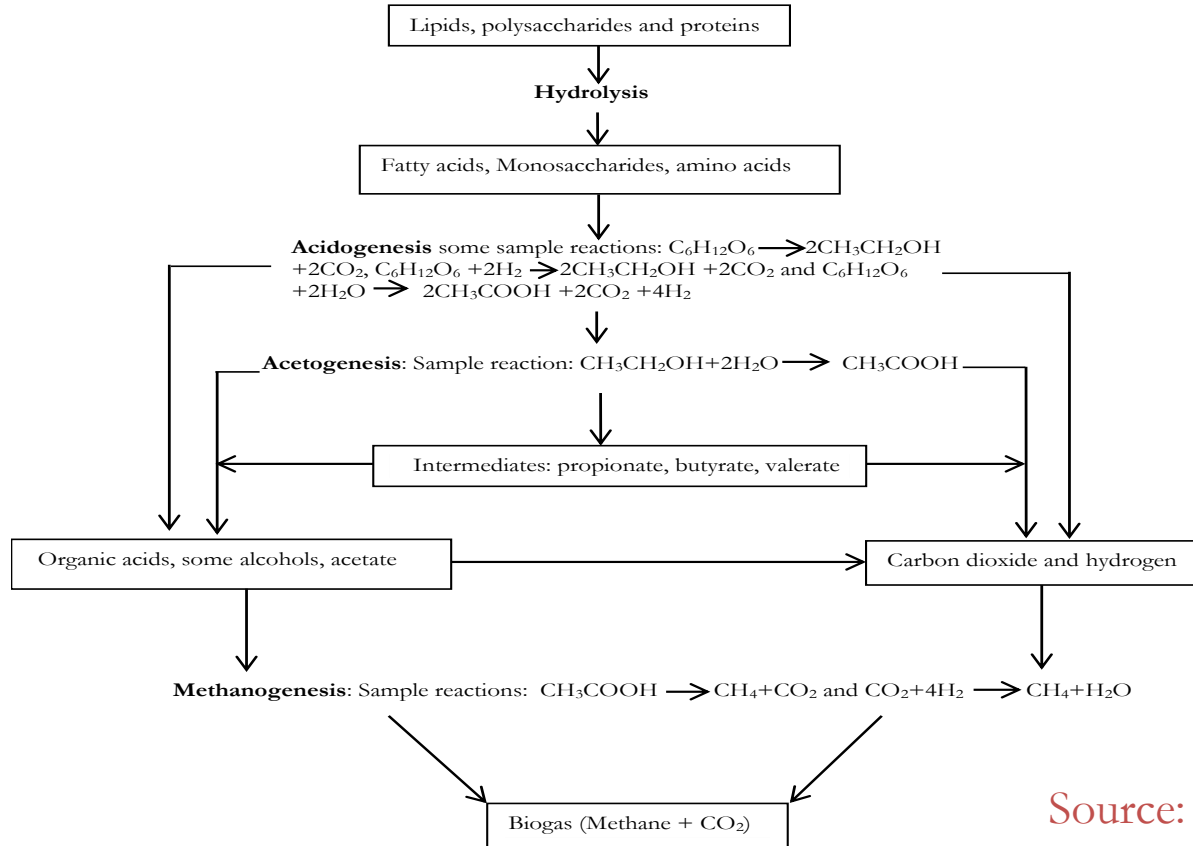 Lipids, polysaccharides and proteins
Hydrolysis
Fatty acids, Monosaccharides, amino acids
Acidogenesis some sample reactions: C₆H₁₂O₆ → 2CH₃CH₂OH
+2CO₂, C₆H₁₂O₆ +2H₂ → 2CH₃CH₂OH +2CO₂ and C₆H₁₂O₆
+2H₂O → 2CH₃COOH +2CO₂ +4H₂
Acetogenesis: Sample reaction: CH₃CH₂OH+2H₂O → CH₃COOH
Intermediates: propionate, butyrate, valerate
Organic acids, some alcohols, acetate
Carbon dioxide and hydrogen
Methanogenesis: Sample reactions: CH₃COOH → CH₄+CO₂ and CO₂+4H₂ → CH₄+H₂O
Biogas (Methane + CO₂)
Source: